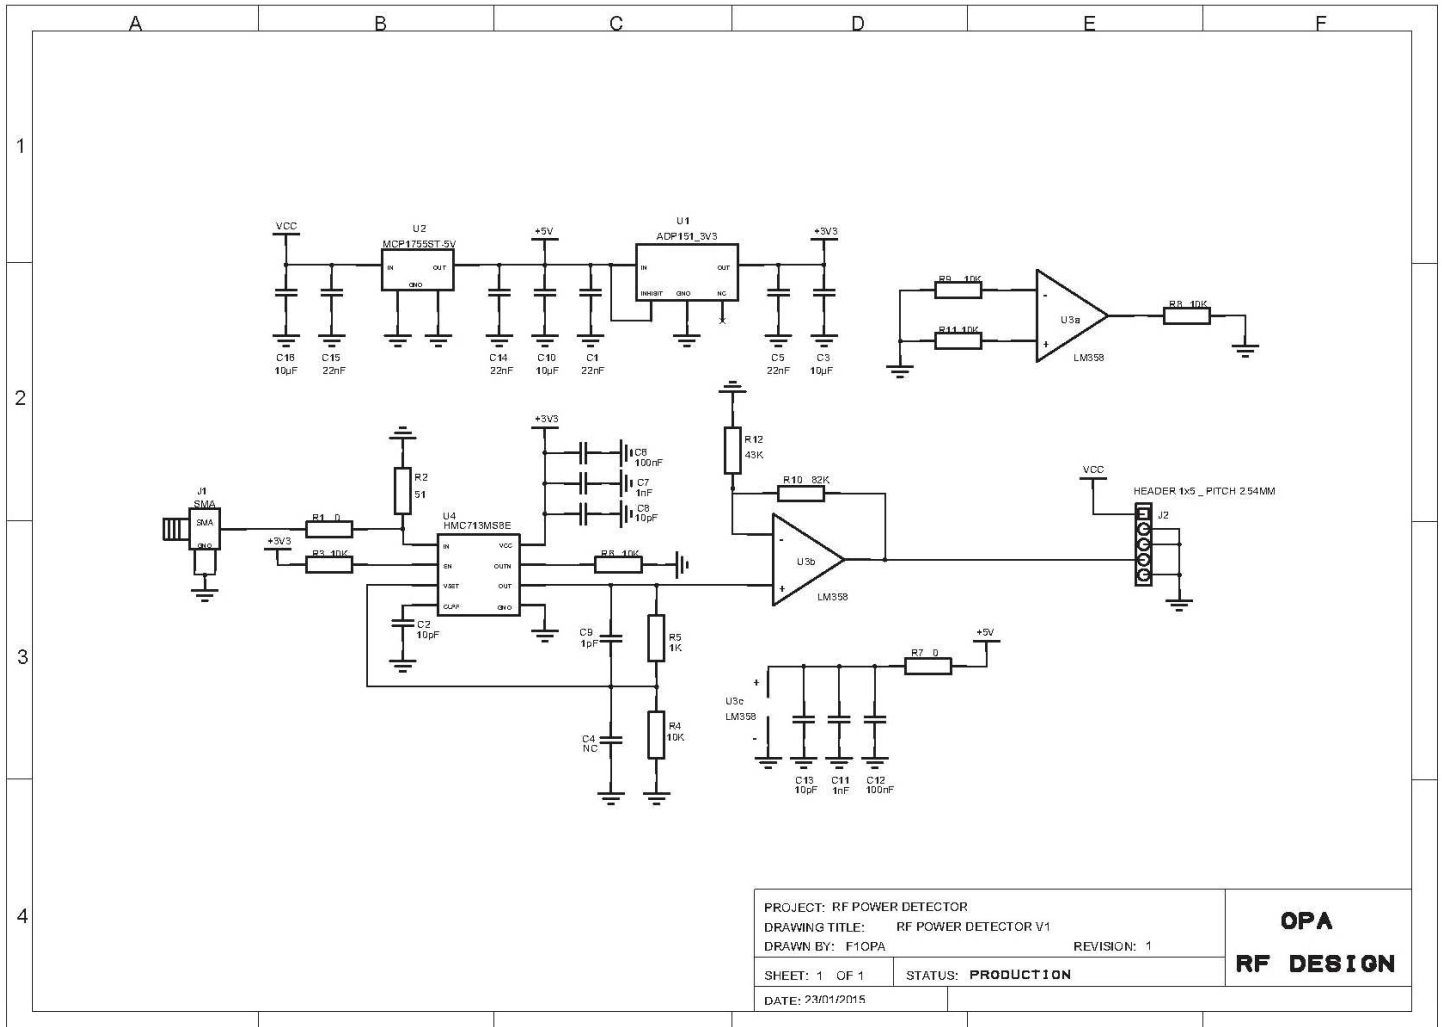 A B C D E F
1
2
3
4
VCC
U2
MCP1755ST-5V
IN OUT
GND
+5V
U1
ADP151_3V3
IN OUT
INHIBIT GND NC
+3V3
C16
10µF
C15
22nF
C14
22nF
C10
10µF
C1
22nF
C5
22nF
C3
10µF
R9 10K
R11 10K
-
+
U3a
LM358
R8 10K
J1
SMA
SMA
GND
R1 0
+3V3
R3 10K
R2
51
U4
HMC713MS8E
IN VCC
EN OUTN
VSET OUT
CLPF GND
C2
10pF
+3V3
C6
100nF
C7
1nF
C8
10pF
R6 10K
C9
1pF
R5
1K
C4
NC
R4
10K
R12
43K
R10 82K
-
+
U3b
LM358
VCC
HEADER 1x5 _ PITCH 2.54MM
J2
+5V
R7 0
+
U3c
LM358
-
C13
10pF
C11
1nF
C12
100nF
PROJECT: RF POWER DETECTOR
DRAWING TITLE: RF POWER DETECTOR V1
DRAWN BY: F1OPA REVISION: 1
SHEET: 1 OF 1 STATUS: PRODUCTION
DATE: 23/01/2015
OPA
RF DESIGN